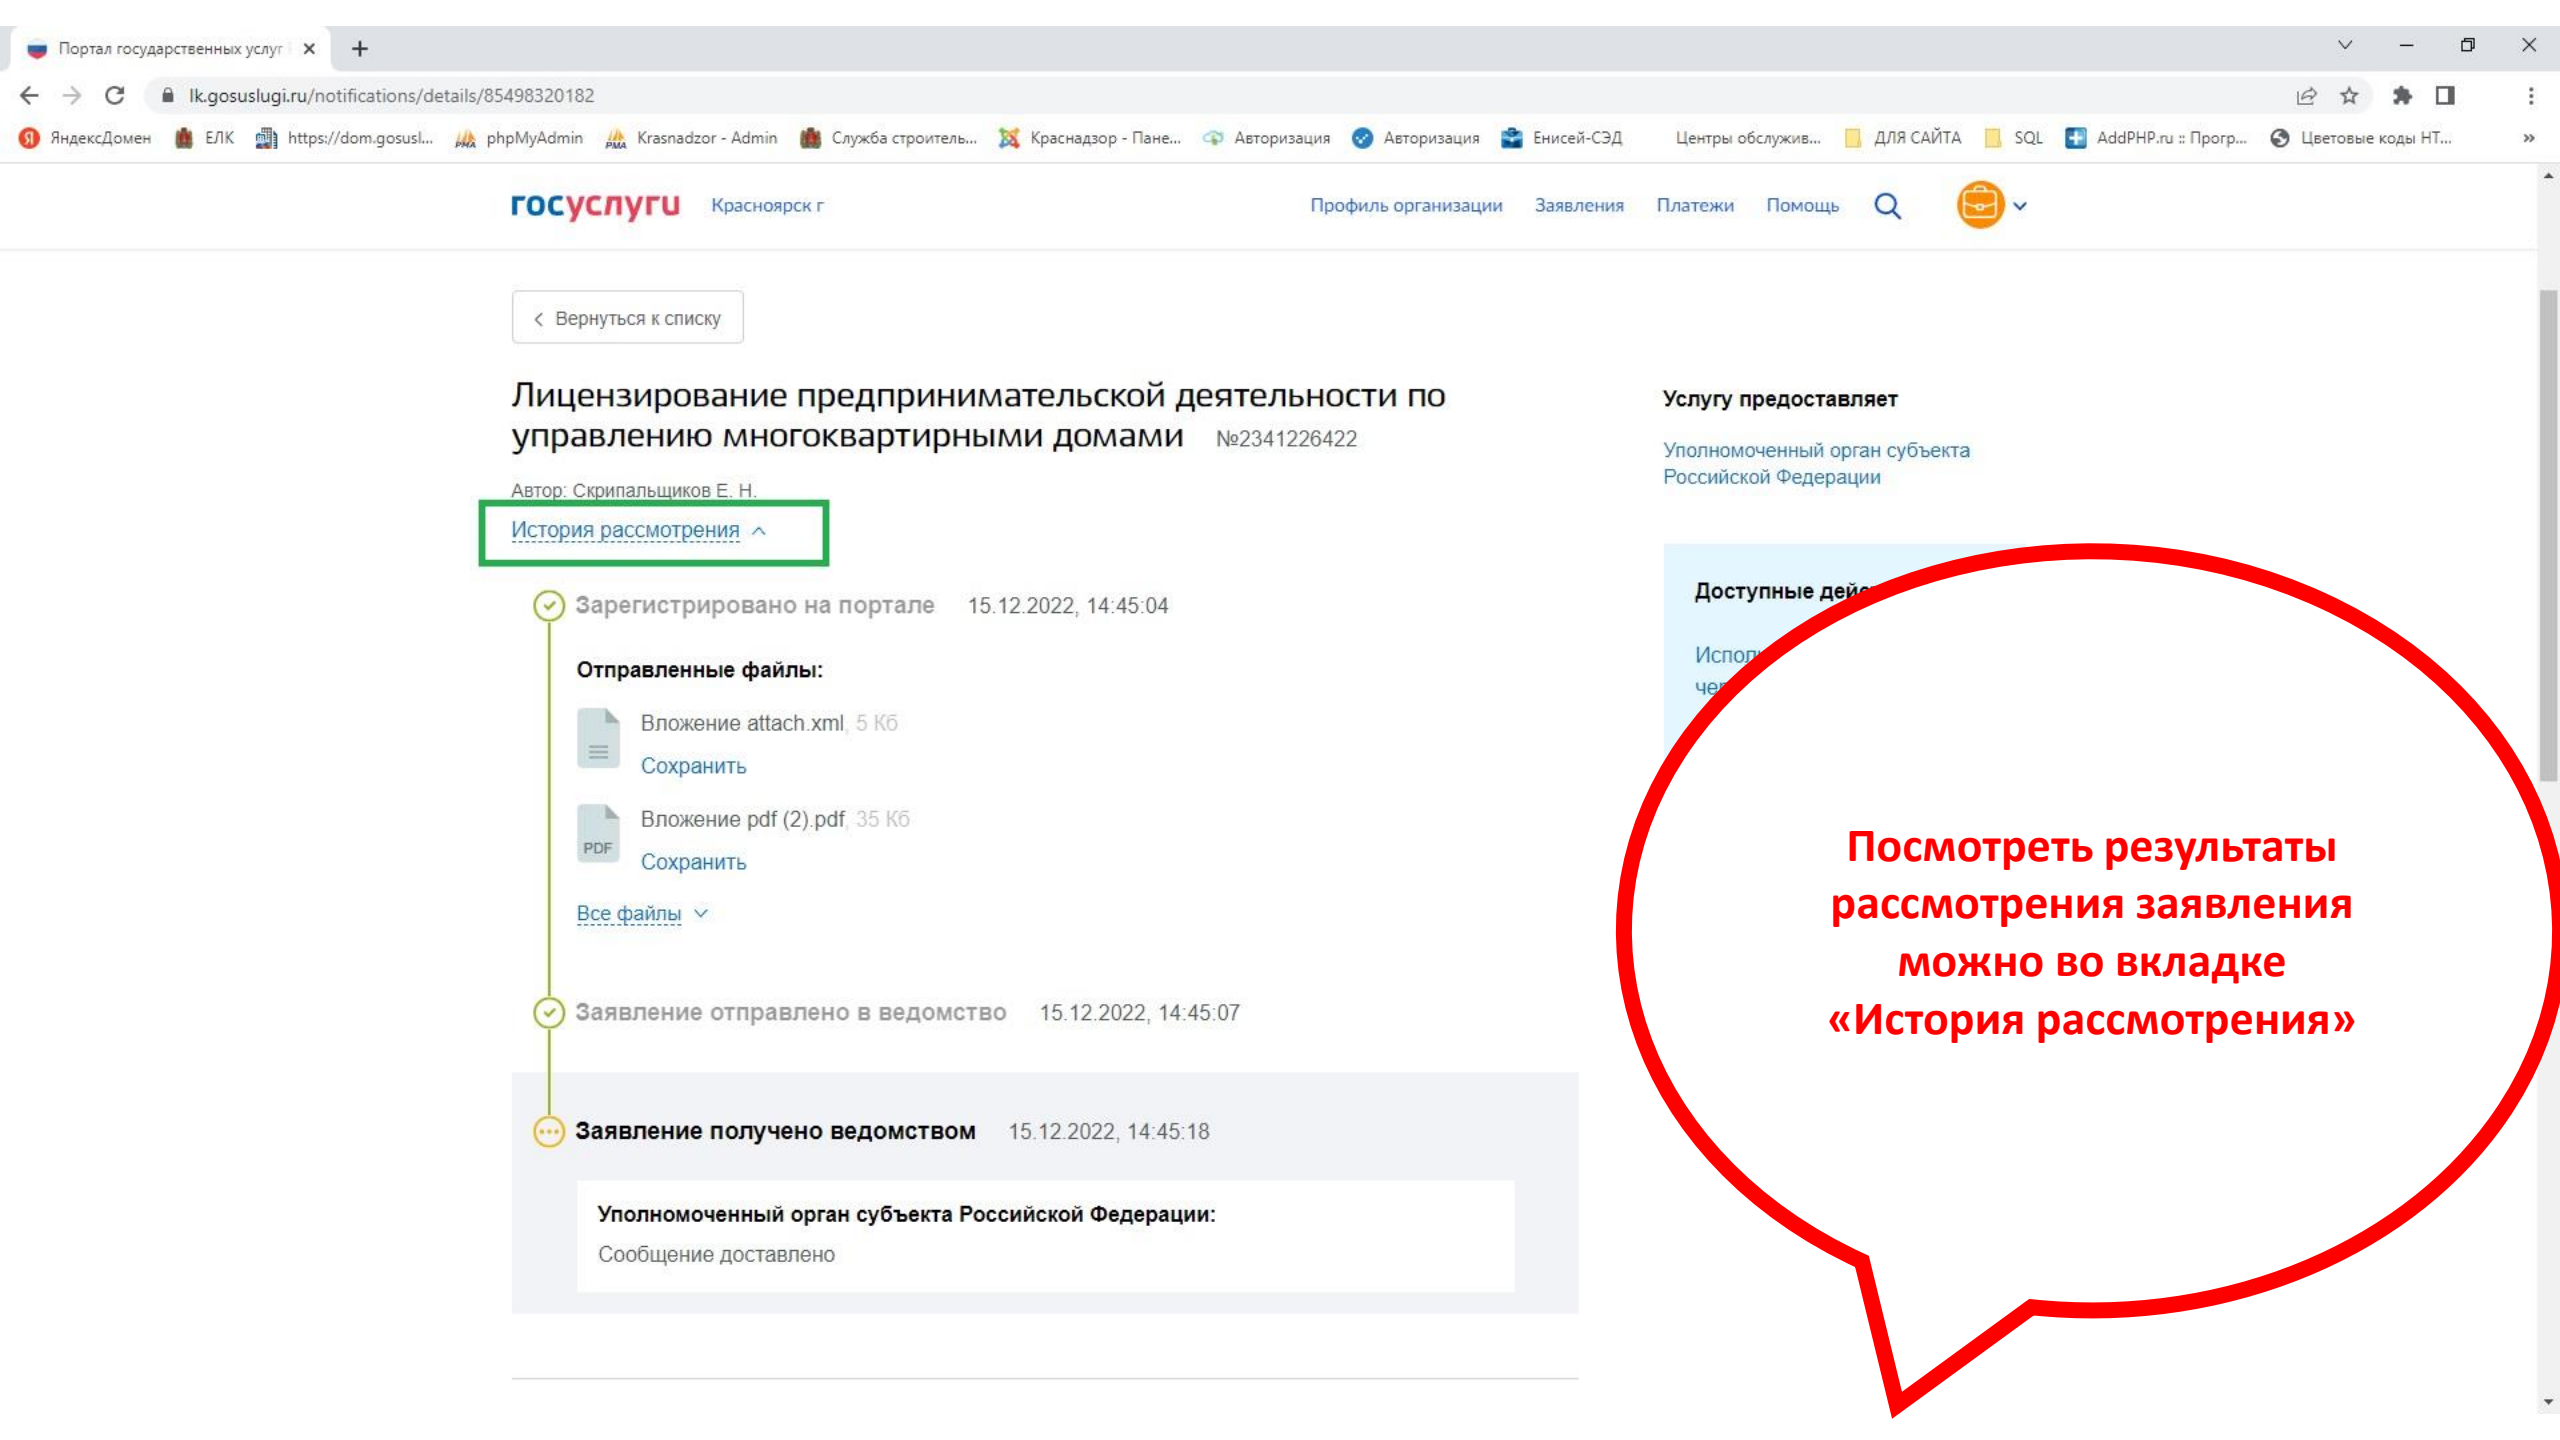 Портал государственных услуг
lk.gosuslugi.ru/notifications/details/85498320182
ЯндексДомен ЕЛК https://dom.gosusl... phpMyAdmin Krasnadzor - Admin Служба строитель... Краснадзор - Пане... Авторизация Авторизация Енисей-СЭД Центры обслужив... ДЛЯ САЙТА SQL AddPHP.ru :: Прогр... Цветовые коды HT... »
госуслуги Красноярск г Профиль организации Заявления Платежи Помощь
Вернуться к списку
Лицензирование предпринимательской деятельности по
управлению многоквартирными домами №2341226422
Автор: Скрипальщиков Е. Н.
История рассмотрения
Зарегистрировано на портале 15.12.2022, 14:45:04
Отправленные файлы:
Вложение attach.xml, 5 Кб
Сохранить
PDF
Вложение pdf (2).pdf, 35 Кб
Сохранить
Все файлы
Заявление отправлено в ведомство 15.12.2022, 14:45:07
Заявление получено ведомством 15.12.2022, 14:45:18
Уполномоченный орган субъекта Российской Федерации:
Сообщение доставлено
Услугу предоставляет
Уполномоченный орган субъекта
Российской Федерации
Доступные
Посмотреть результаты
рассмотрения заявления
можно во вкладке
«История рассмотрения»